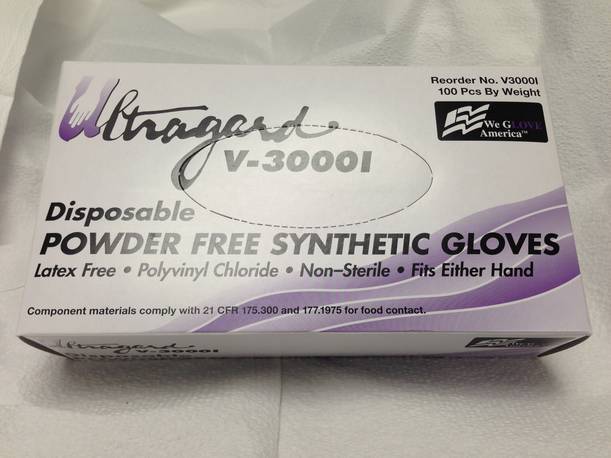 Ultragard
V-3000I
Reorder No. V3000I
100 Pcs By Weight
We GLOVE
America™
Disposable
POWDER FREE SYNTHETIC GLOVES
Latex Free • Polyvinyl Chloride • Non-Sterile • Fits Either Hand
Component materials comply with 21 CFR 175.300 and 177.1975 for food contact.
Ultragard
V-3000I
Disposable